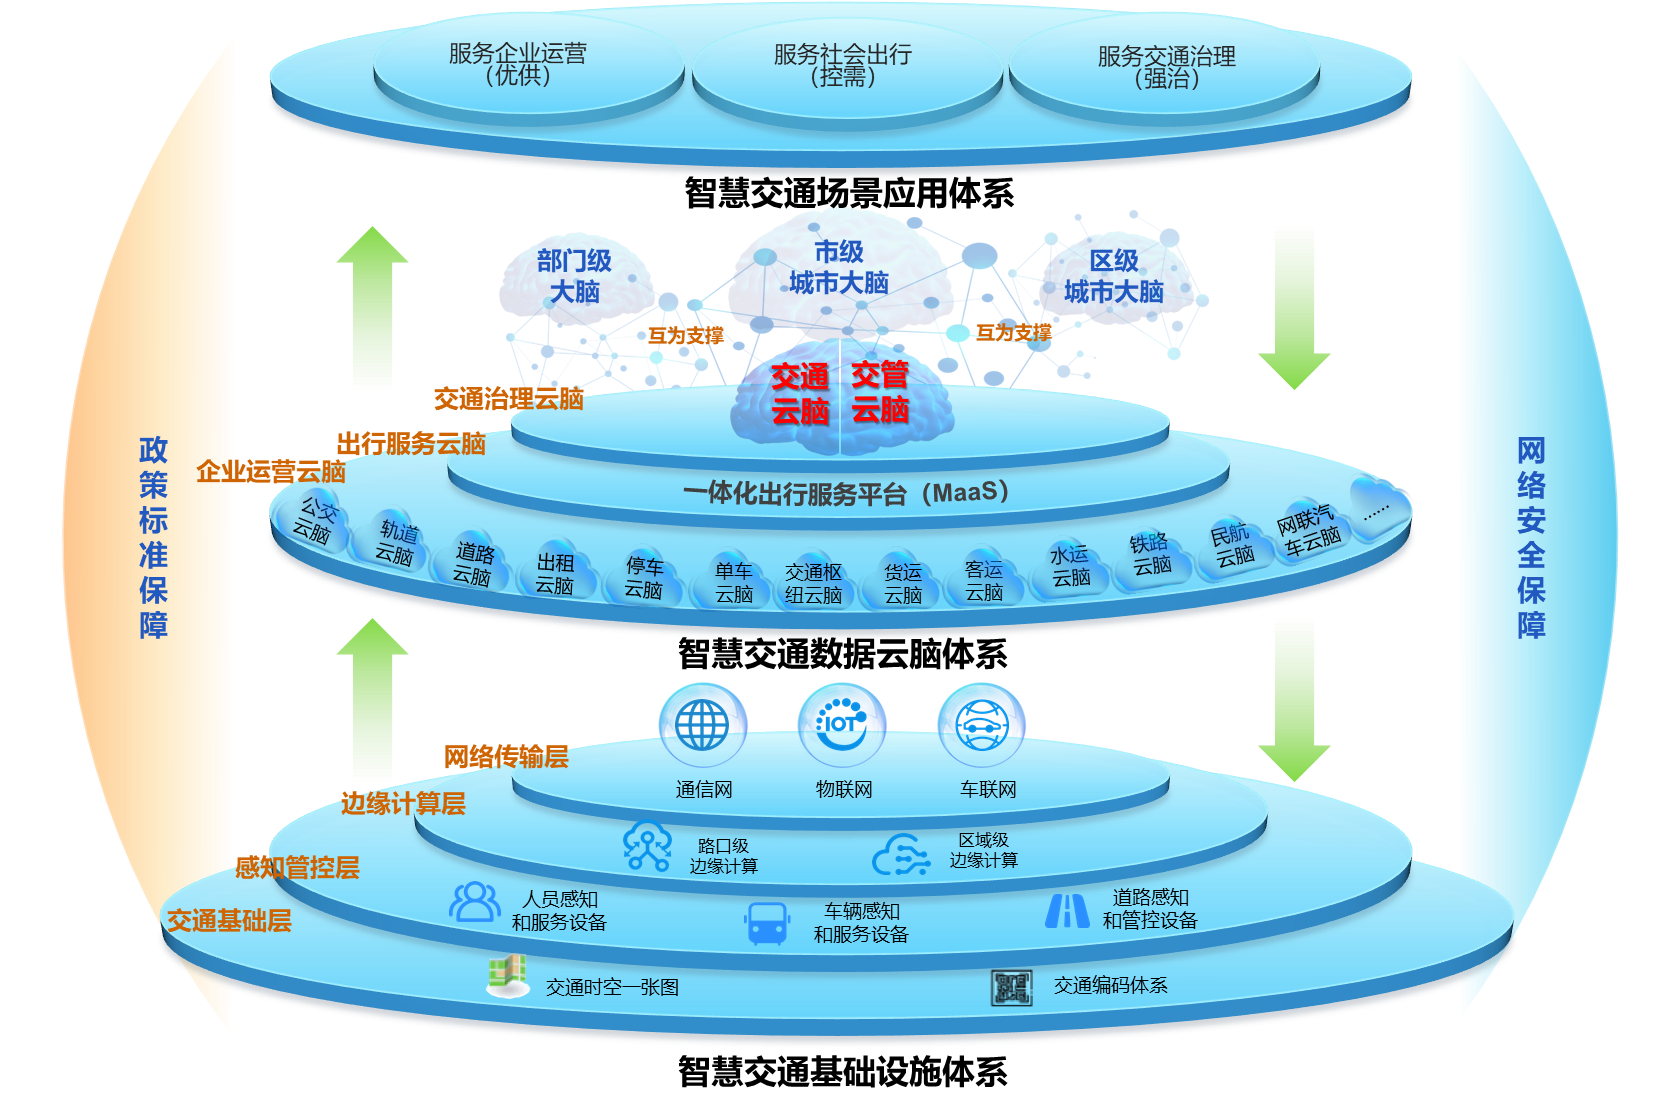 服务企业运营
（优供）
服务社会出行
（控需）
服务交通治理
（强治）
智慧交通场景应用体系
部门级
大脑
市级
城市大脑
区级
城市大脑
互为支撑
互为支撑
交通
云脑
交管
云脑
交通治理云脑
出行服务云脑
企业运营云脑
一体化出行服务平台（MaaS）
公交
云脑
轨道
云脑
道路
云脑
出租
云脑
停车
云脑
单车
云脑
交通枢
纽云脑
货运
云脑
客运
云脑
水运
云脑
铁路
云脑
民航
云脑
网联汽
车云脑
……
智慧交通数据云脑体系
政策标准保障
网络安全保障
网络传输层
IOT
通信网
物联网
车联网
边缘计算层
路口级
边缘计算
区域级
边缘计算
感知管控层
人员感知
和服务设备
车辆感知
和服务设备
道路感知
和管控设备
交通基础层
交通时空一张图
交通编码体系
智慧交通基础设施体系